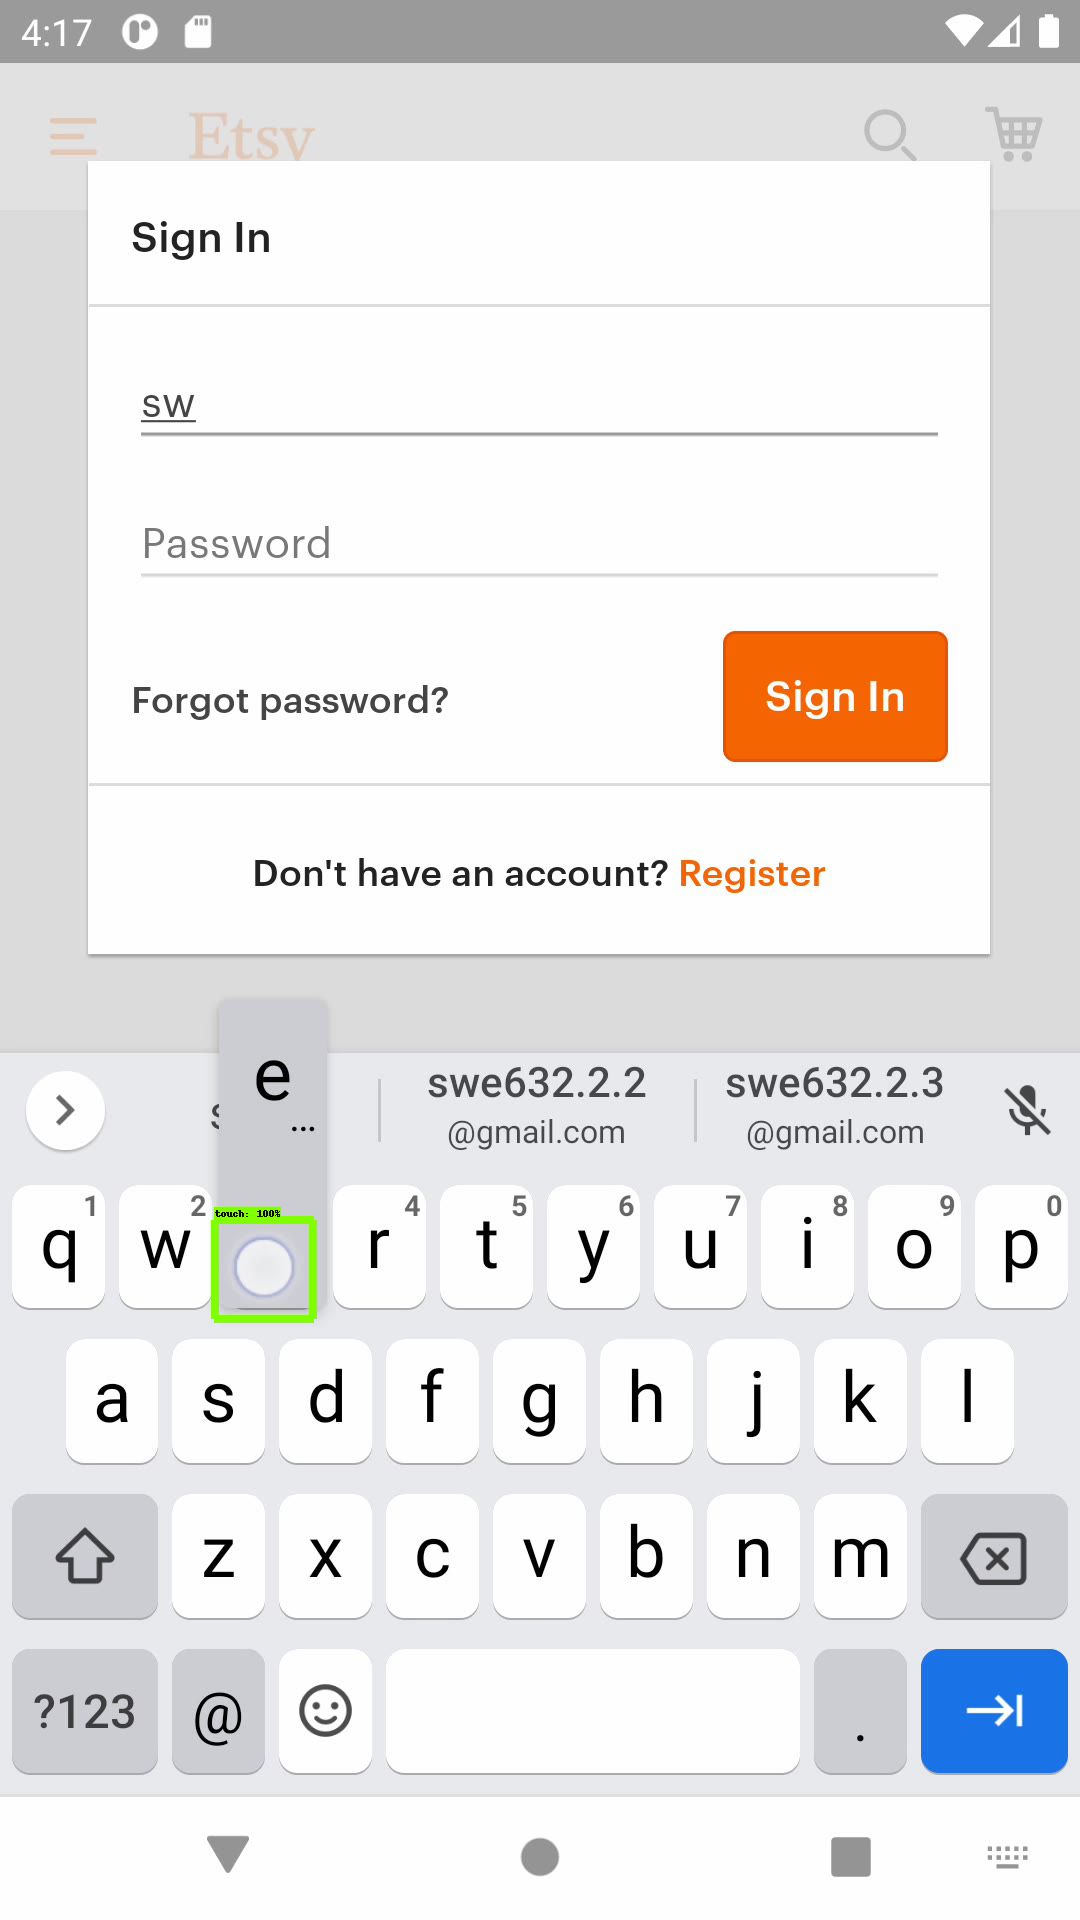 4:17
Etsy
Sign In
sw
Password
Forgot password?
Sign In
Don't have an account? Register
e
...
swe632.2.2
@gmail.com
swe632.2.3
@gmail.com
touch: 100%
1 2 4 5 6 7 8 9 0
q w r t y u i o p
a s d f g h j k l
z x c v b n m
?123 @ .